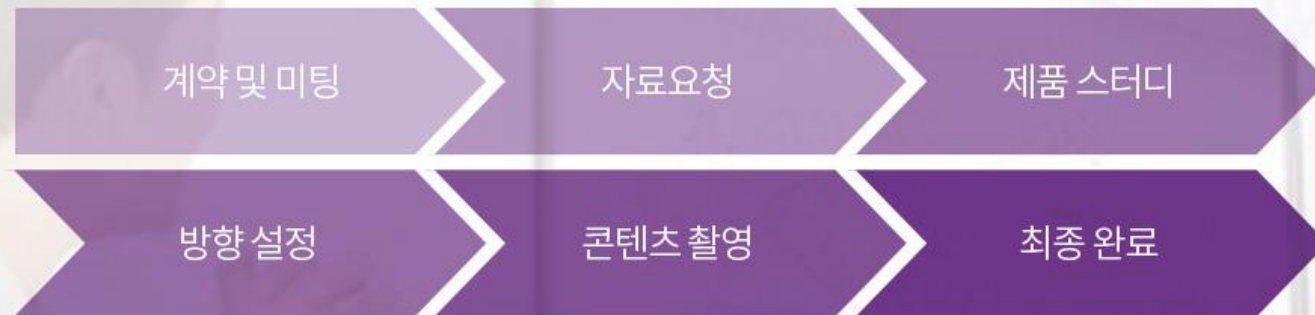 계약 및 미팅
자료요청
제품 스터디
방향 설정
콘텐츠 촬영
최종 완료